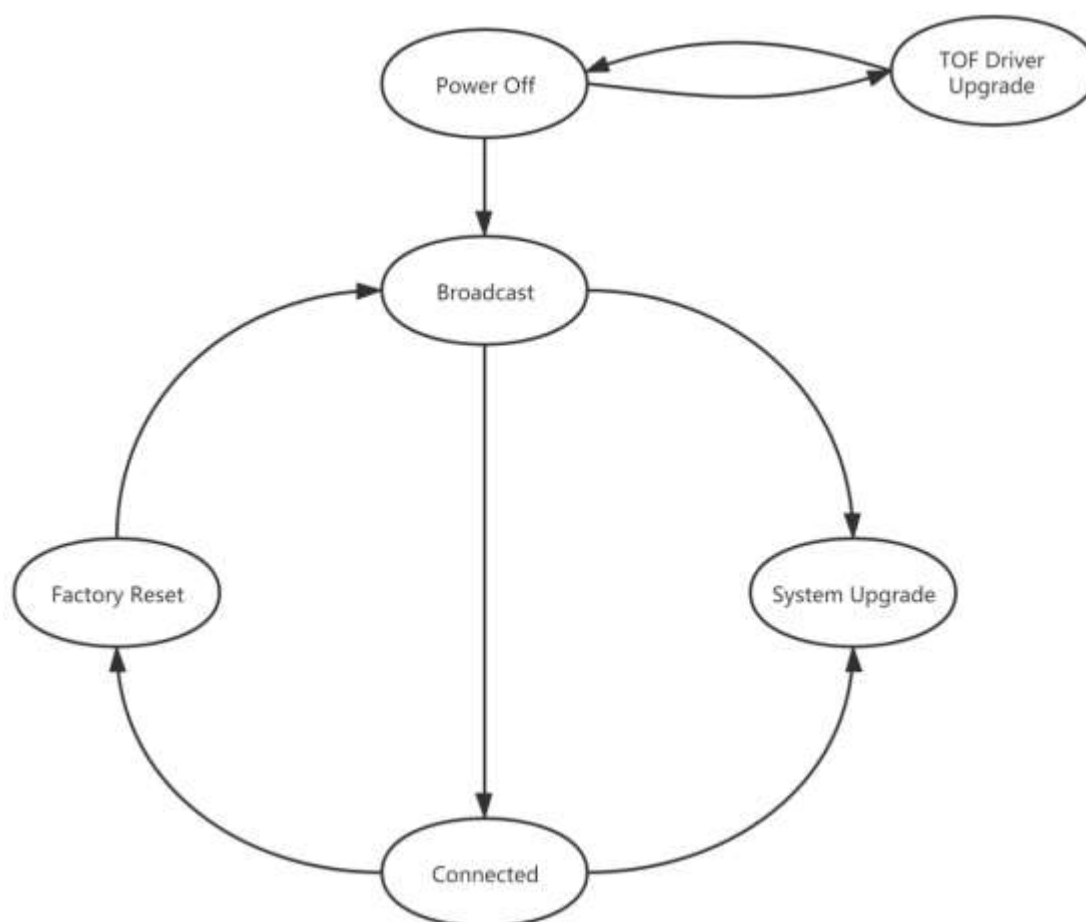 Power Off
TOF Driver
Upgrade
Broadcast
Factory Reset
System Upgrade
Connected